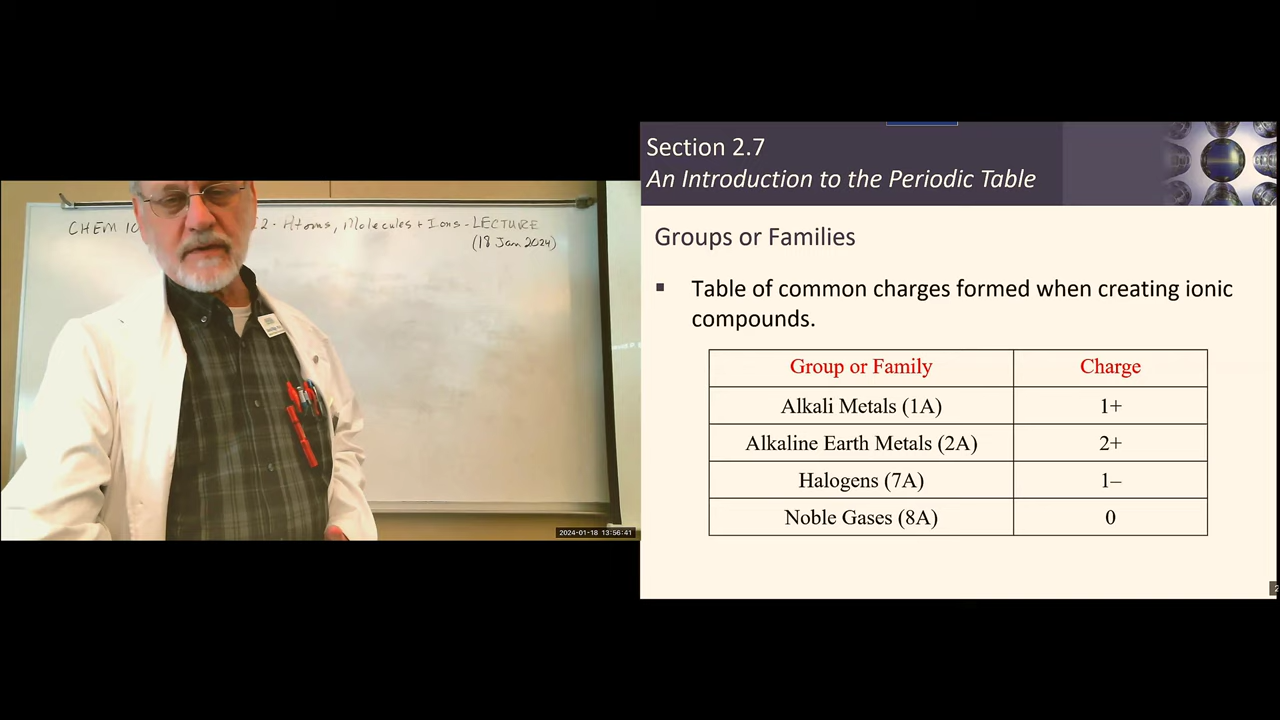 CHEM 10
2 - Atoms, Molecules + Ions - LECTURE
(18 Jan 2024)
2024-01-18 13:56:41
Section 2.7
An Introduction to the Periodic Table
Groups or Families
▪ Table of common charges formed when creating ionic
compounds.
Group or Family Charge
Alkali Metals (1A) 1+
Alkaline Earth Metals (2A) 2+
Halogens (7A) 1–
Noble Gases (8A) 0